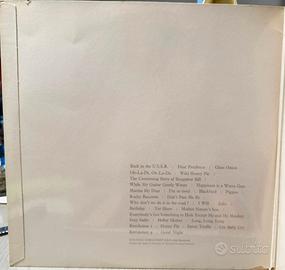 Back in the U.S.S.R. / Dear Prudence / Glass Onion
Ob-La-Di, Ob-La-Da / Wild Honey Pie
The Continuing Story of Bungalow Bill
While My Guitar Gently Weeps / Happiness is a Warm Gun
Martha My Dear / I'm so tired / Blackbird / Piggies
Rocky Raccoon / Don't Pass Me By
Why don't we do it in the road? / I Will / Julia
Birthday / Yer Blues / Mother Nature's Son
Everybody's Got Something to Hide Except Me and My Monkey
Sexy Sadie / Helter Skelter / Long, Long, Long
Revolution 1 / Honey Pie / Savoy Truffle / Cry Baby Cry
Revolution 9 / Good Night
subito